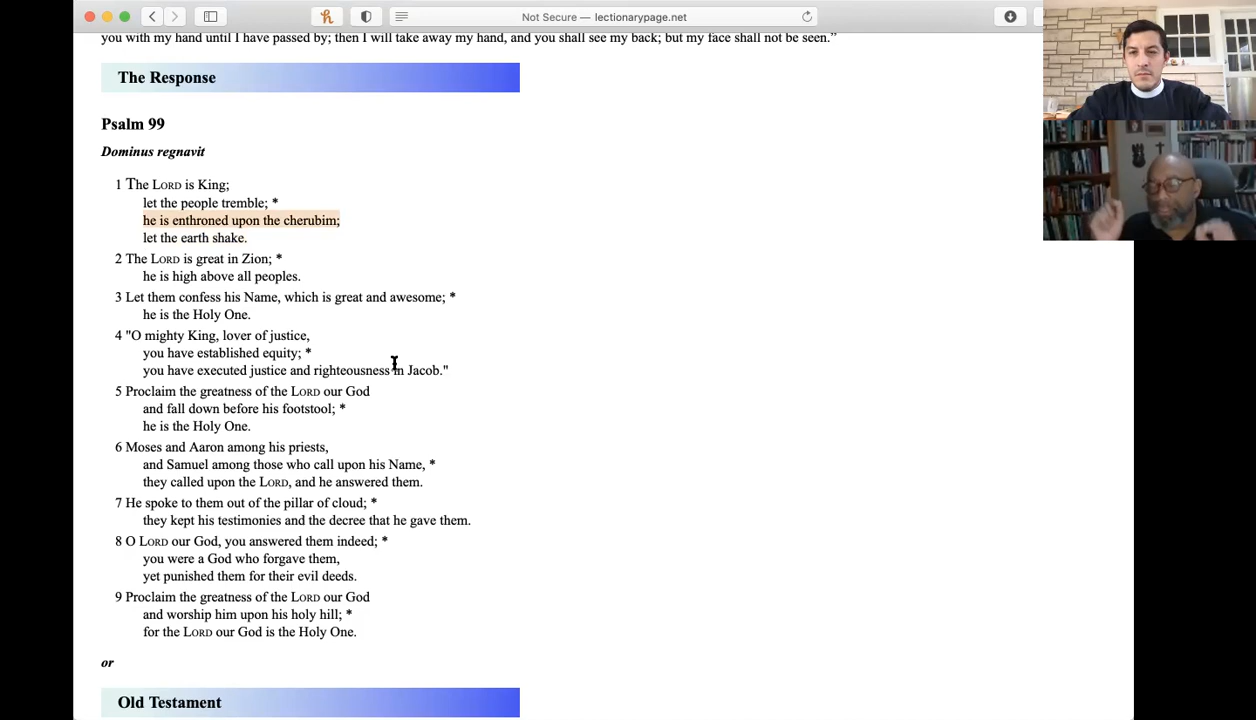 Not Secure — lectionarypage.net
you with my hand until I have passed by; then I will take away my hand, and you shall see my back; but my face shall not be seen.”
The Response
Psalm 99
Dominus regnavit
1 The LORD is King;
let the people tremble; *
he is enthroned upon the cherubim;
let the earth shake.
2 The LORD is great in Zion; *
he is high above all peoples.
3 Let them confess his Name, which is great and awesome; *
he is the Holy One.
4 "O mighty King, lover of justice,
you have established equity; *
you have executed justice and righteousness in Jacob."
5 Proclaim the greatness of the LORD our God
and fall down before his footstool; *
he is the Holy One.
6 Moses and Aaron among his priests,
and Samuel among those who call upon his Name, *
they called upon the LORD, and he answered them.
7 He spoke to them out of the pillar of cloud; *
they kept his testimonies and the decree that he gave them.
8 O LORD our God, you answered them indeed; *
you were a God who forgave them,
yet punished them for their evil deeds.
9 Proclaim the greatness of the LORD our God
and worship him upon his holy hill; *
for the LORD our God is the Holy One.
or
Old Testament